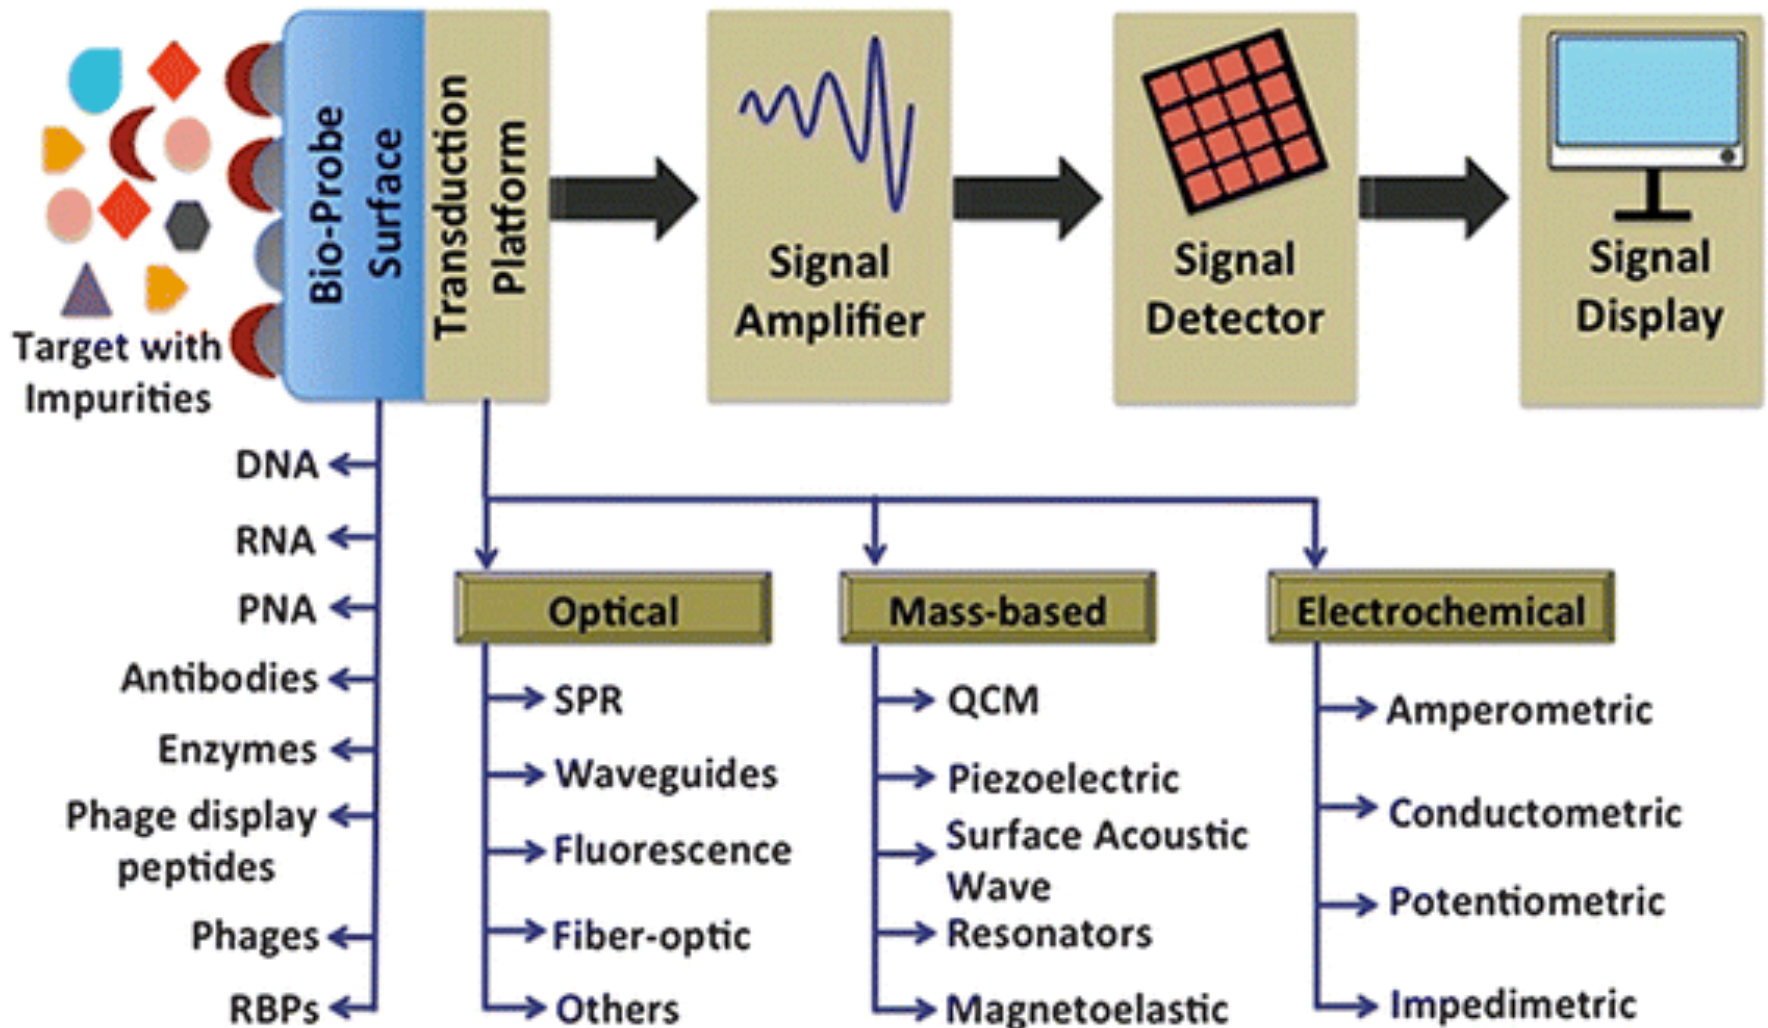 Bio-Probe
Surface
Transduction
Platform
Signal
Amplifier
Signal
Detector
Signal
Display
Target with
Impurities
DNA
RNA
PNA
Antibodies
Enzymes
Phage display
peptides
Phages
RBPs
Optical
SPR
Waveguides
Fluorescence
Fiber-optic
Others
Mass-based
QCM
Piezoelectric
Surface Acoustic
Wave
Resonators
Magnetoelastic
Electrochemical
Amperometric
Conductometric
Potentiometric
Impedimetric